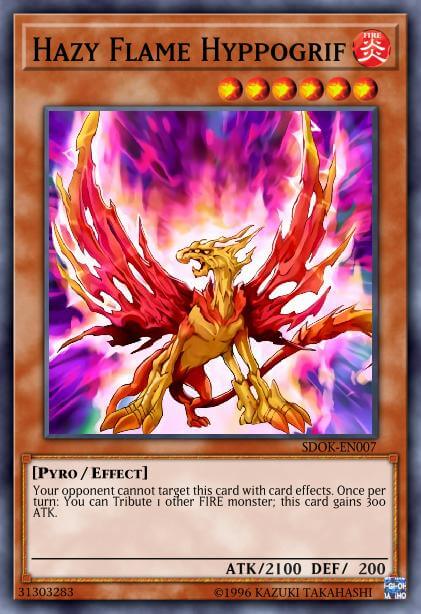 HAZY FLAME HYPPOGRIF
FIRE
炎
SDOK-EN007
[PYRO / EFFECT]
Your opponent cannot target this card with card effects. Once per
turn: You can Tribute 1 other FIRE monster; this card gains 300
ATK.
ATK/2100 DEF/ 200
31303283
©1996 KAZUKI TAKAHASHI